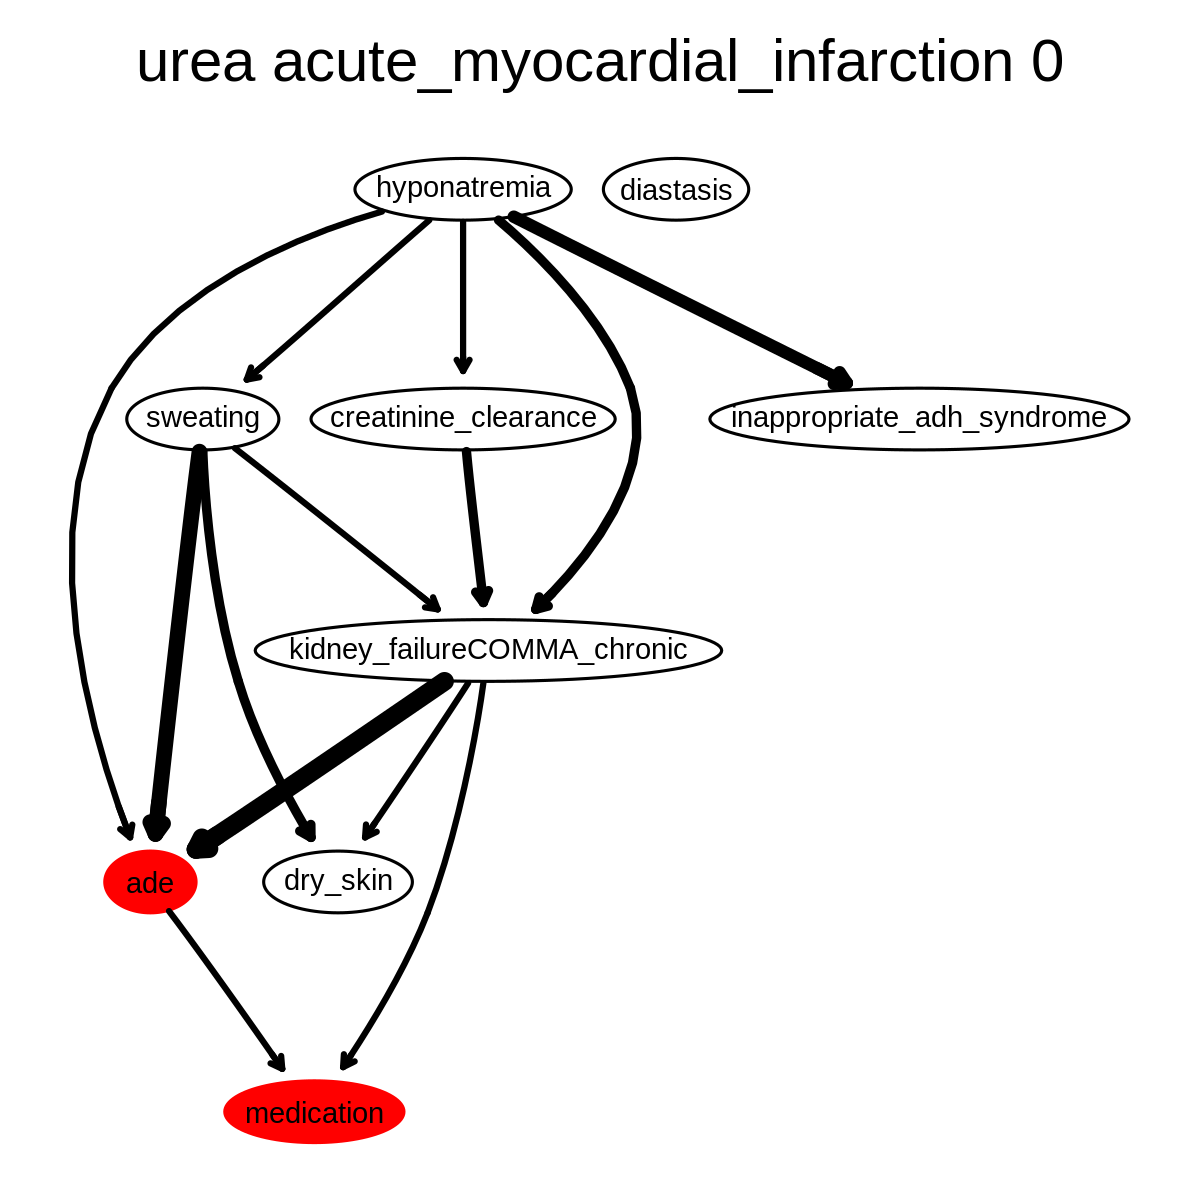 urea acute_myocardial_infarction 0
hyponatremia
diastasis
sweating
creatinine_clearance
inappropriate_adh_syndrome
kidney_failureCOMMA_chronic
ade
dry_skin
medication